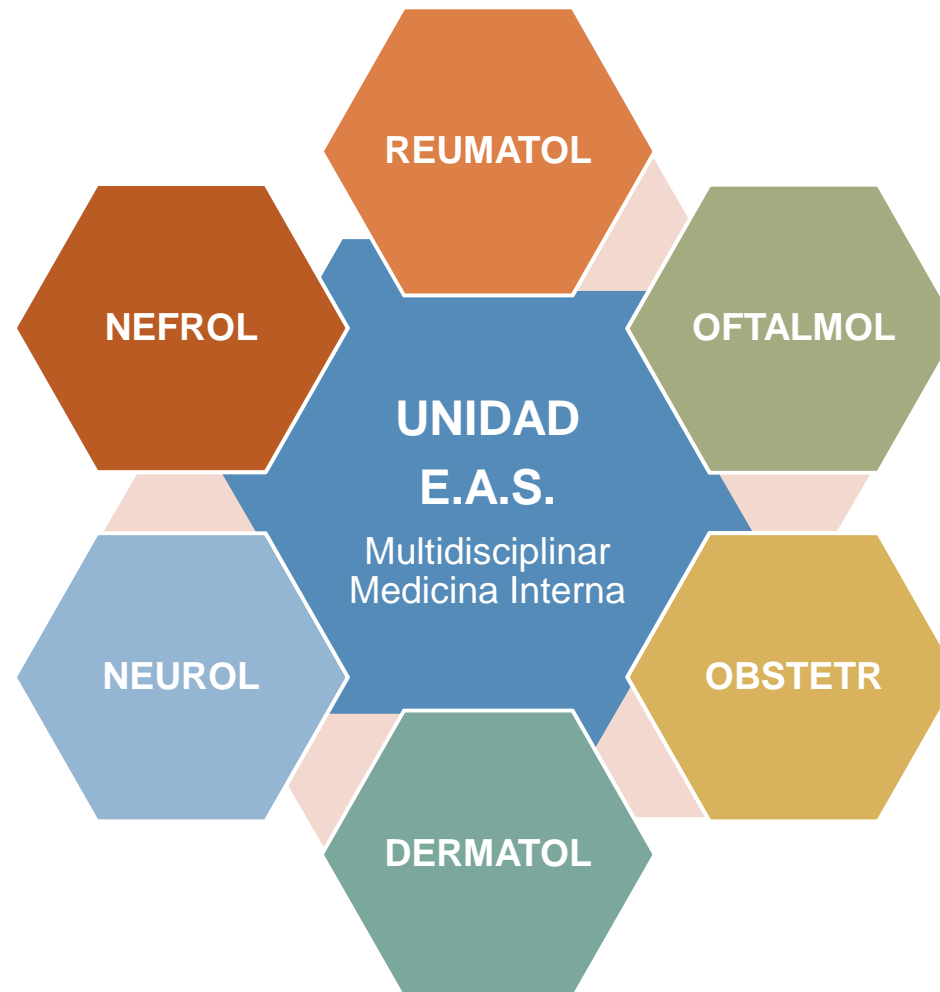 REUMATOL
NEFROL
OFTALMOL
UNIDAD
E.A.S.
Multidisciplinar
Medicina Interna
NEUROL
OBSTETR
DERMATOL